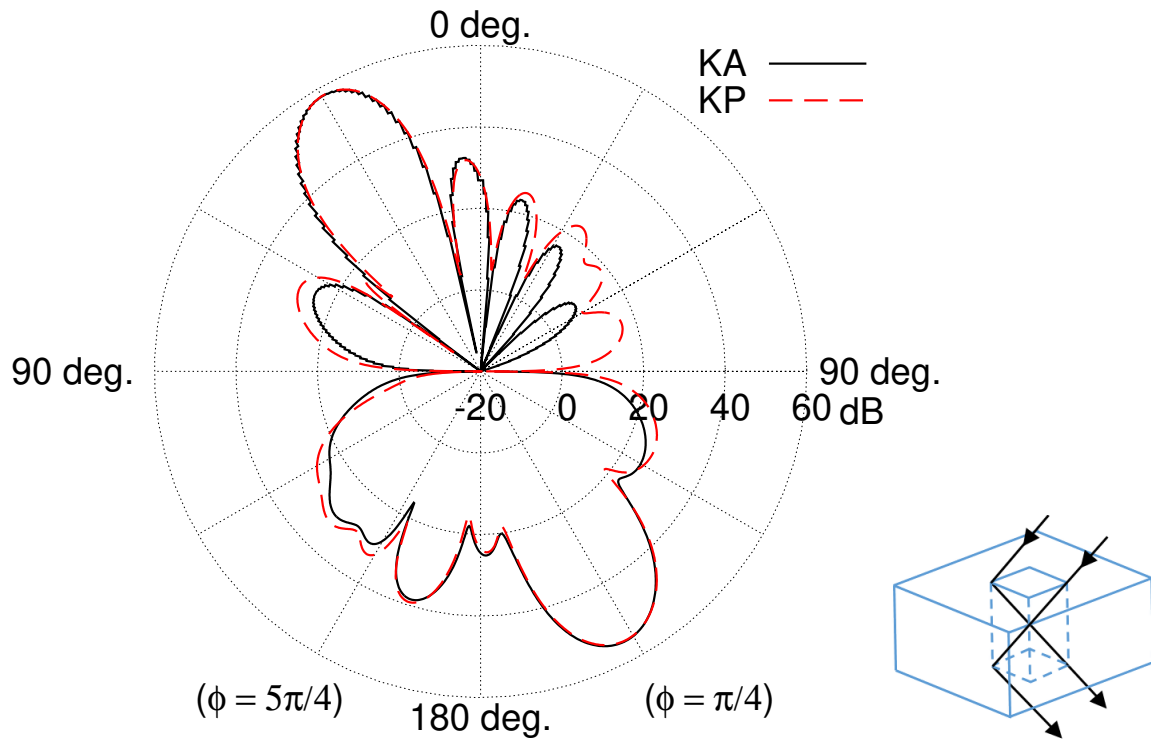 0 deg.
KA
KP
90 deg.
90 deg.
-20 0 20 40 60 dB
(ϕ = 5π/4)
180 deg.
(ϕ = π/4)